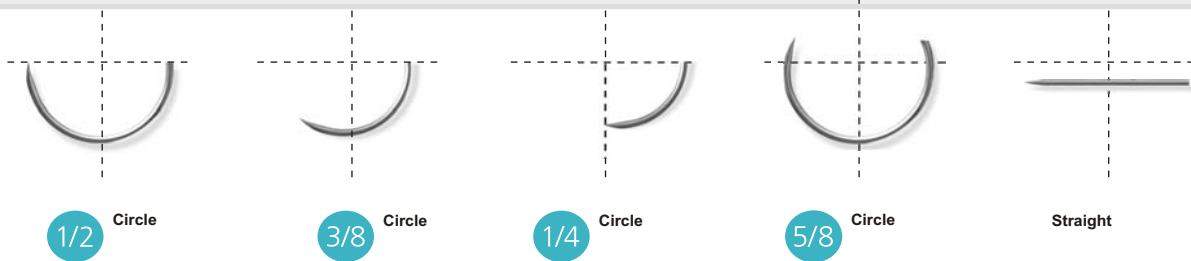 1/2 Circle
3/8 Circle
1/4 Circle
5/8 Circle
Straight